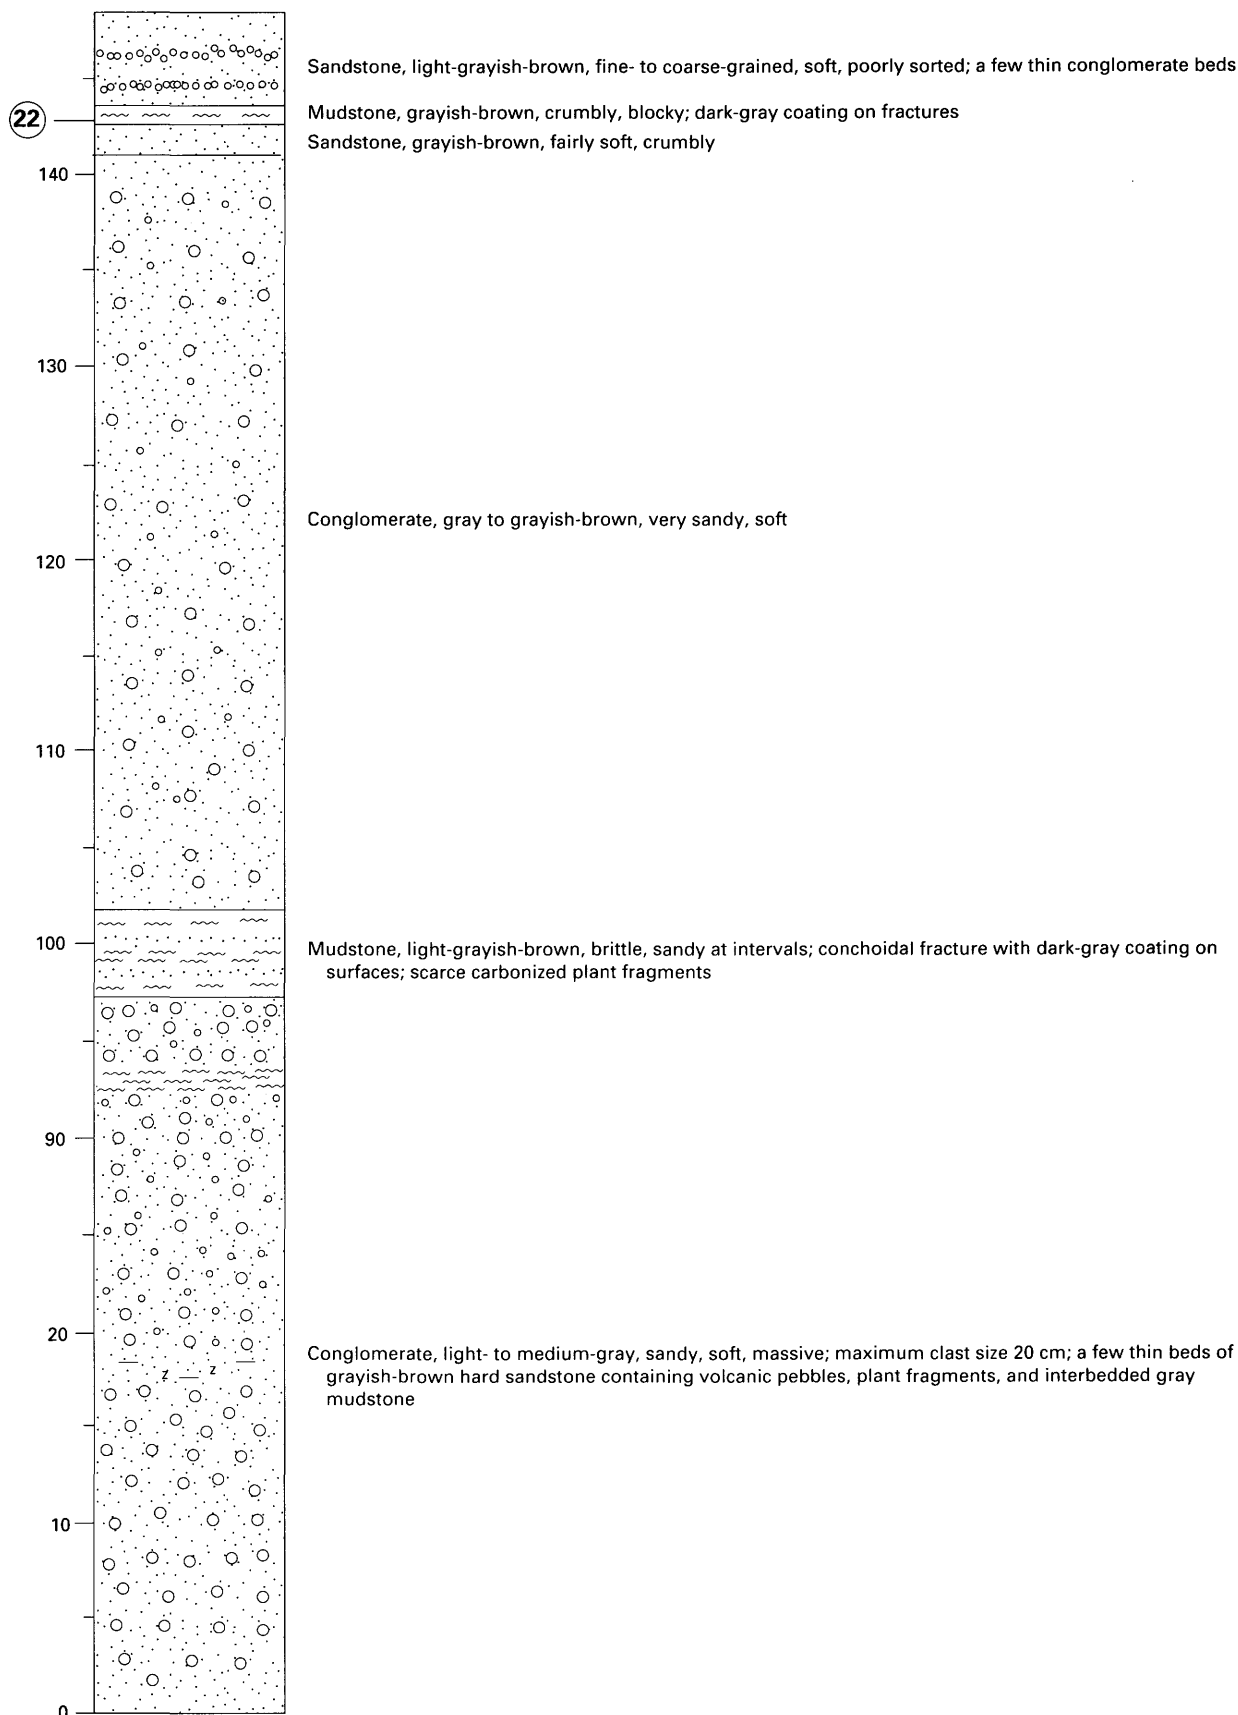 Sandstone, light-grayish-brown, fine- to coarse-grained, soft, poorly sorted; a few thin conglomerate beds
22
Mudstone, grayish-brown, crumbly, blocky; dark-gray coating on fractures
Sandstone, grayish-brown, fairly soft, crumbly
140
130
Conglomerate, gray to grayish-brown, very sandy, soft
120
110
100
Mudstone, light-grayish-brown, brittle, sandy at intervals; conchoidal fracture with dark-gray coating on
surfaces; scarce carbonized plant fragments
90
20
Conglomerate, light- to medium-gray, sandy, soft, massive; maximum clast size 20 cm; a few thin beds of
z z
grayish-brown hard sandstone containing volcanic pebbles, plant fragments, and interbedded gray
mudstone
10
0